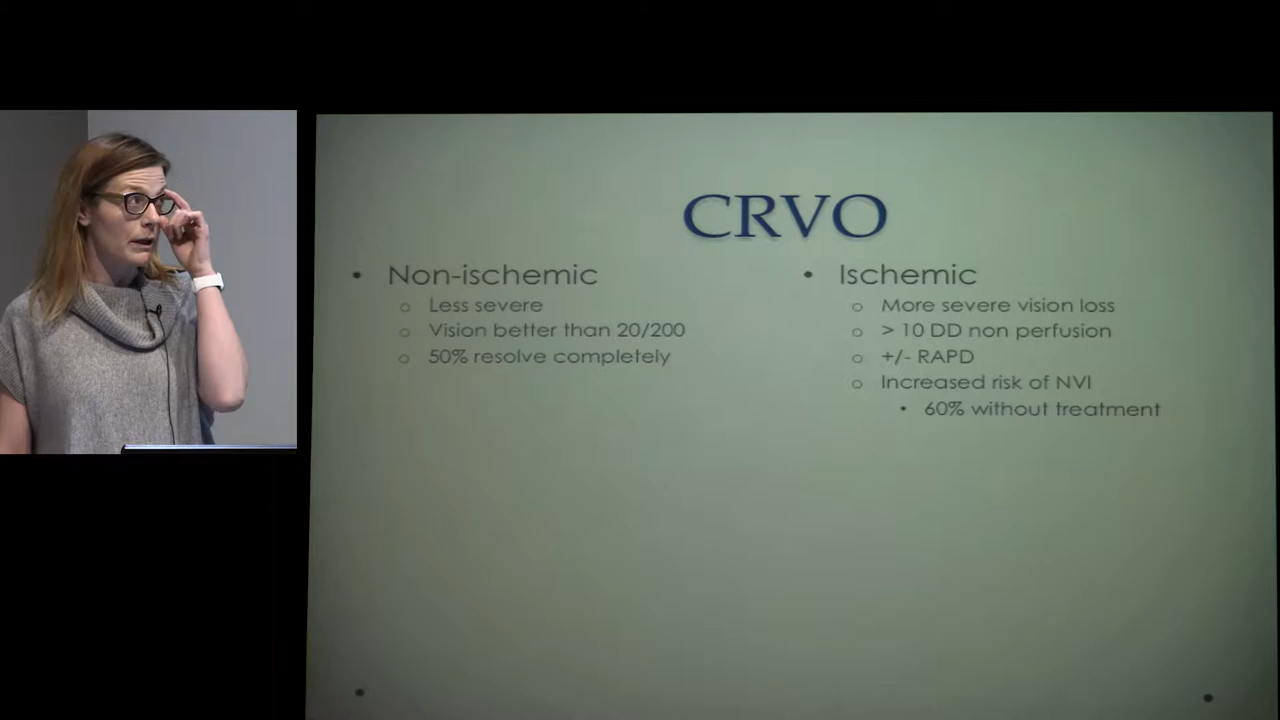 CRVO
• Non-ischemic
o Less severe
o Vision better than 20/200
o 50% resolve completely
• Ischemic
o More severe vision loss
o > 10 DD non perfusion
o +/- RAPD
o Increased risk of NVI
• 60% without treatment